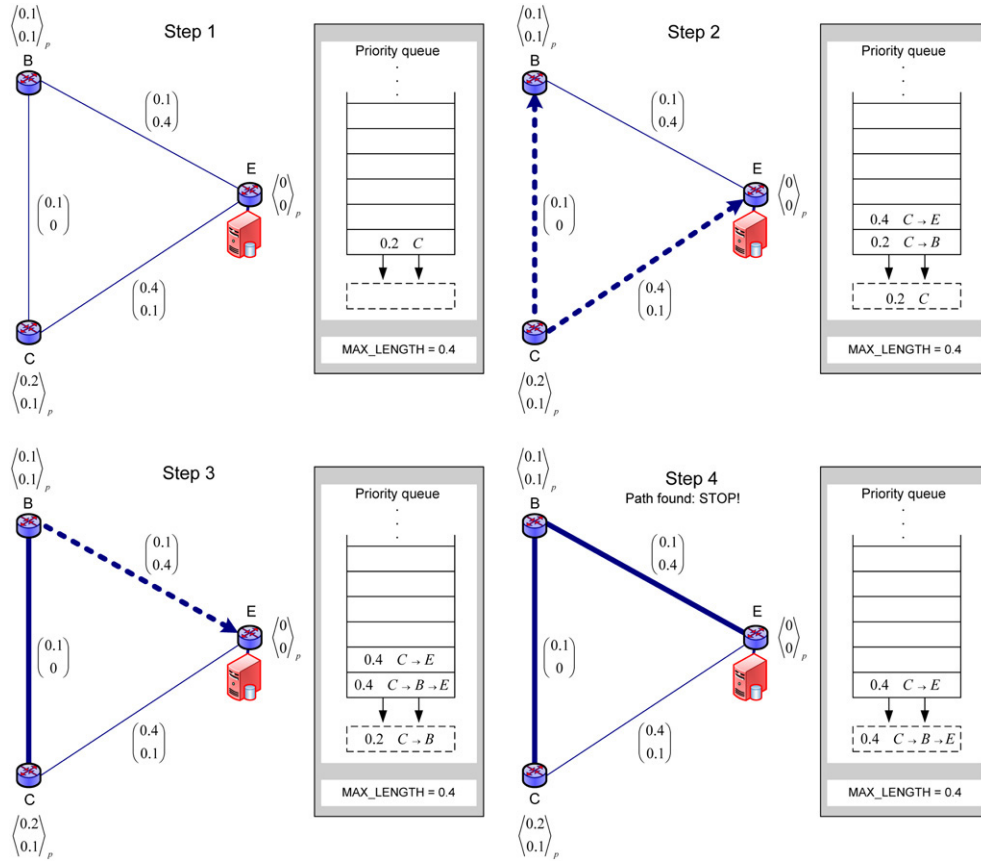 Step 1
⟨0.1
0.1⟩p
B
(0.1
0.4)
E
⟨0
0⟩p
(0.1
0)
(0.4
0.1)
C
⟨0.2
0.1⟩p
Priority queue
.
.
.
0.2 C
MAX_LENGTH = 0.4
Step 2
⟨0.1
0.1⟩p
B
(0.1
0.4)
E
⟨0
0⟩p
(0.1
0)
(0.4
0.1)
C
⟨0.2
0.1⟩p
Priority queue
.
.
.
0.4 C → E
0.2 C → B
0.2 C
MAX_LENGTH = 0.4
Step 3
⟨0.1
0.1⟩p
B
(0.1
0.4)
E
⟨0
0⟩p
(0.1
0)
(0.4
0.1)
C
⟨0.2
0.1⟩p
Priority queue
.
.
.
0.4 C → E
0.4 C → B → E
0.2 C → B
MAX_LENGTH = 0.4
Step 4
Path found: STOP!
⟨0.1
0.1⟩p
B
(0.1
0.4)
E
⟨0
0⟩p
(0.1
0)
(0.4
0.1)
C
⟨0.2
0.1⟩p
Priority queue
.
.
.
0.4 C → E
0.4 C → B → E
MAX_LENGTH = 0.4